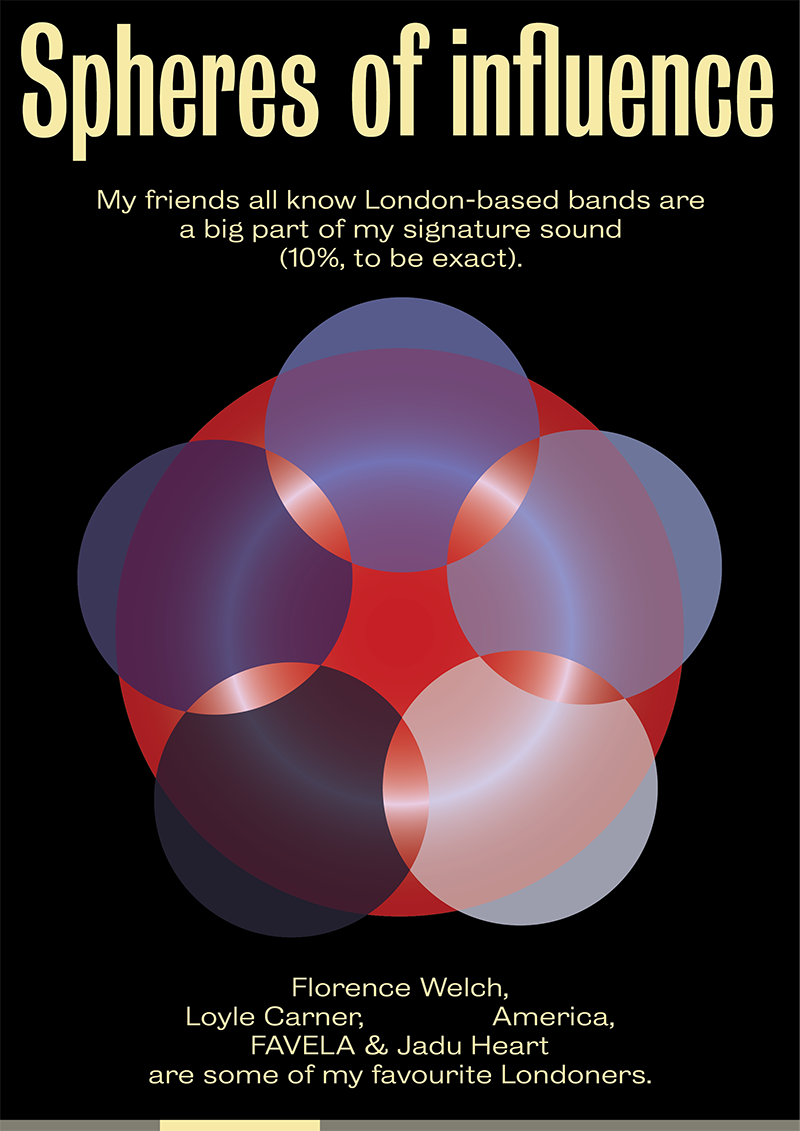 Spheres of influence
My friends all know London-based bands are
a big part of my signature sound
(10%, to be exact).
Florence Welch,
Loyle Carner, America,
FAVELA & Jadu Heart
are some of my favourite Londoners.